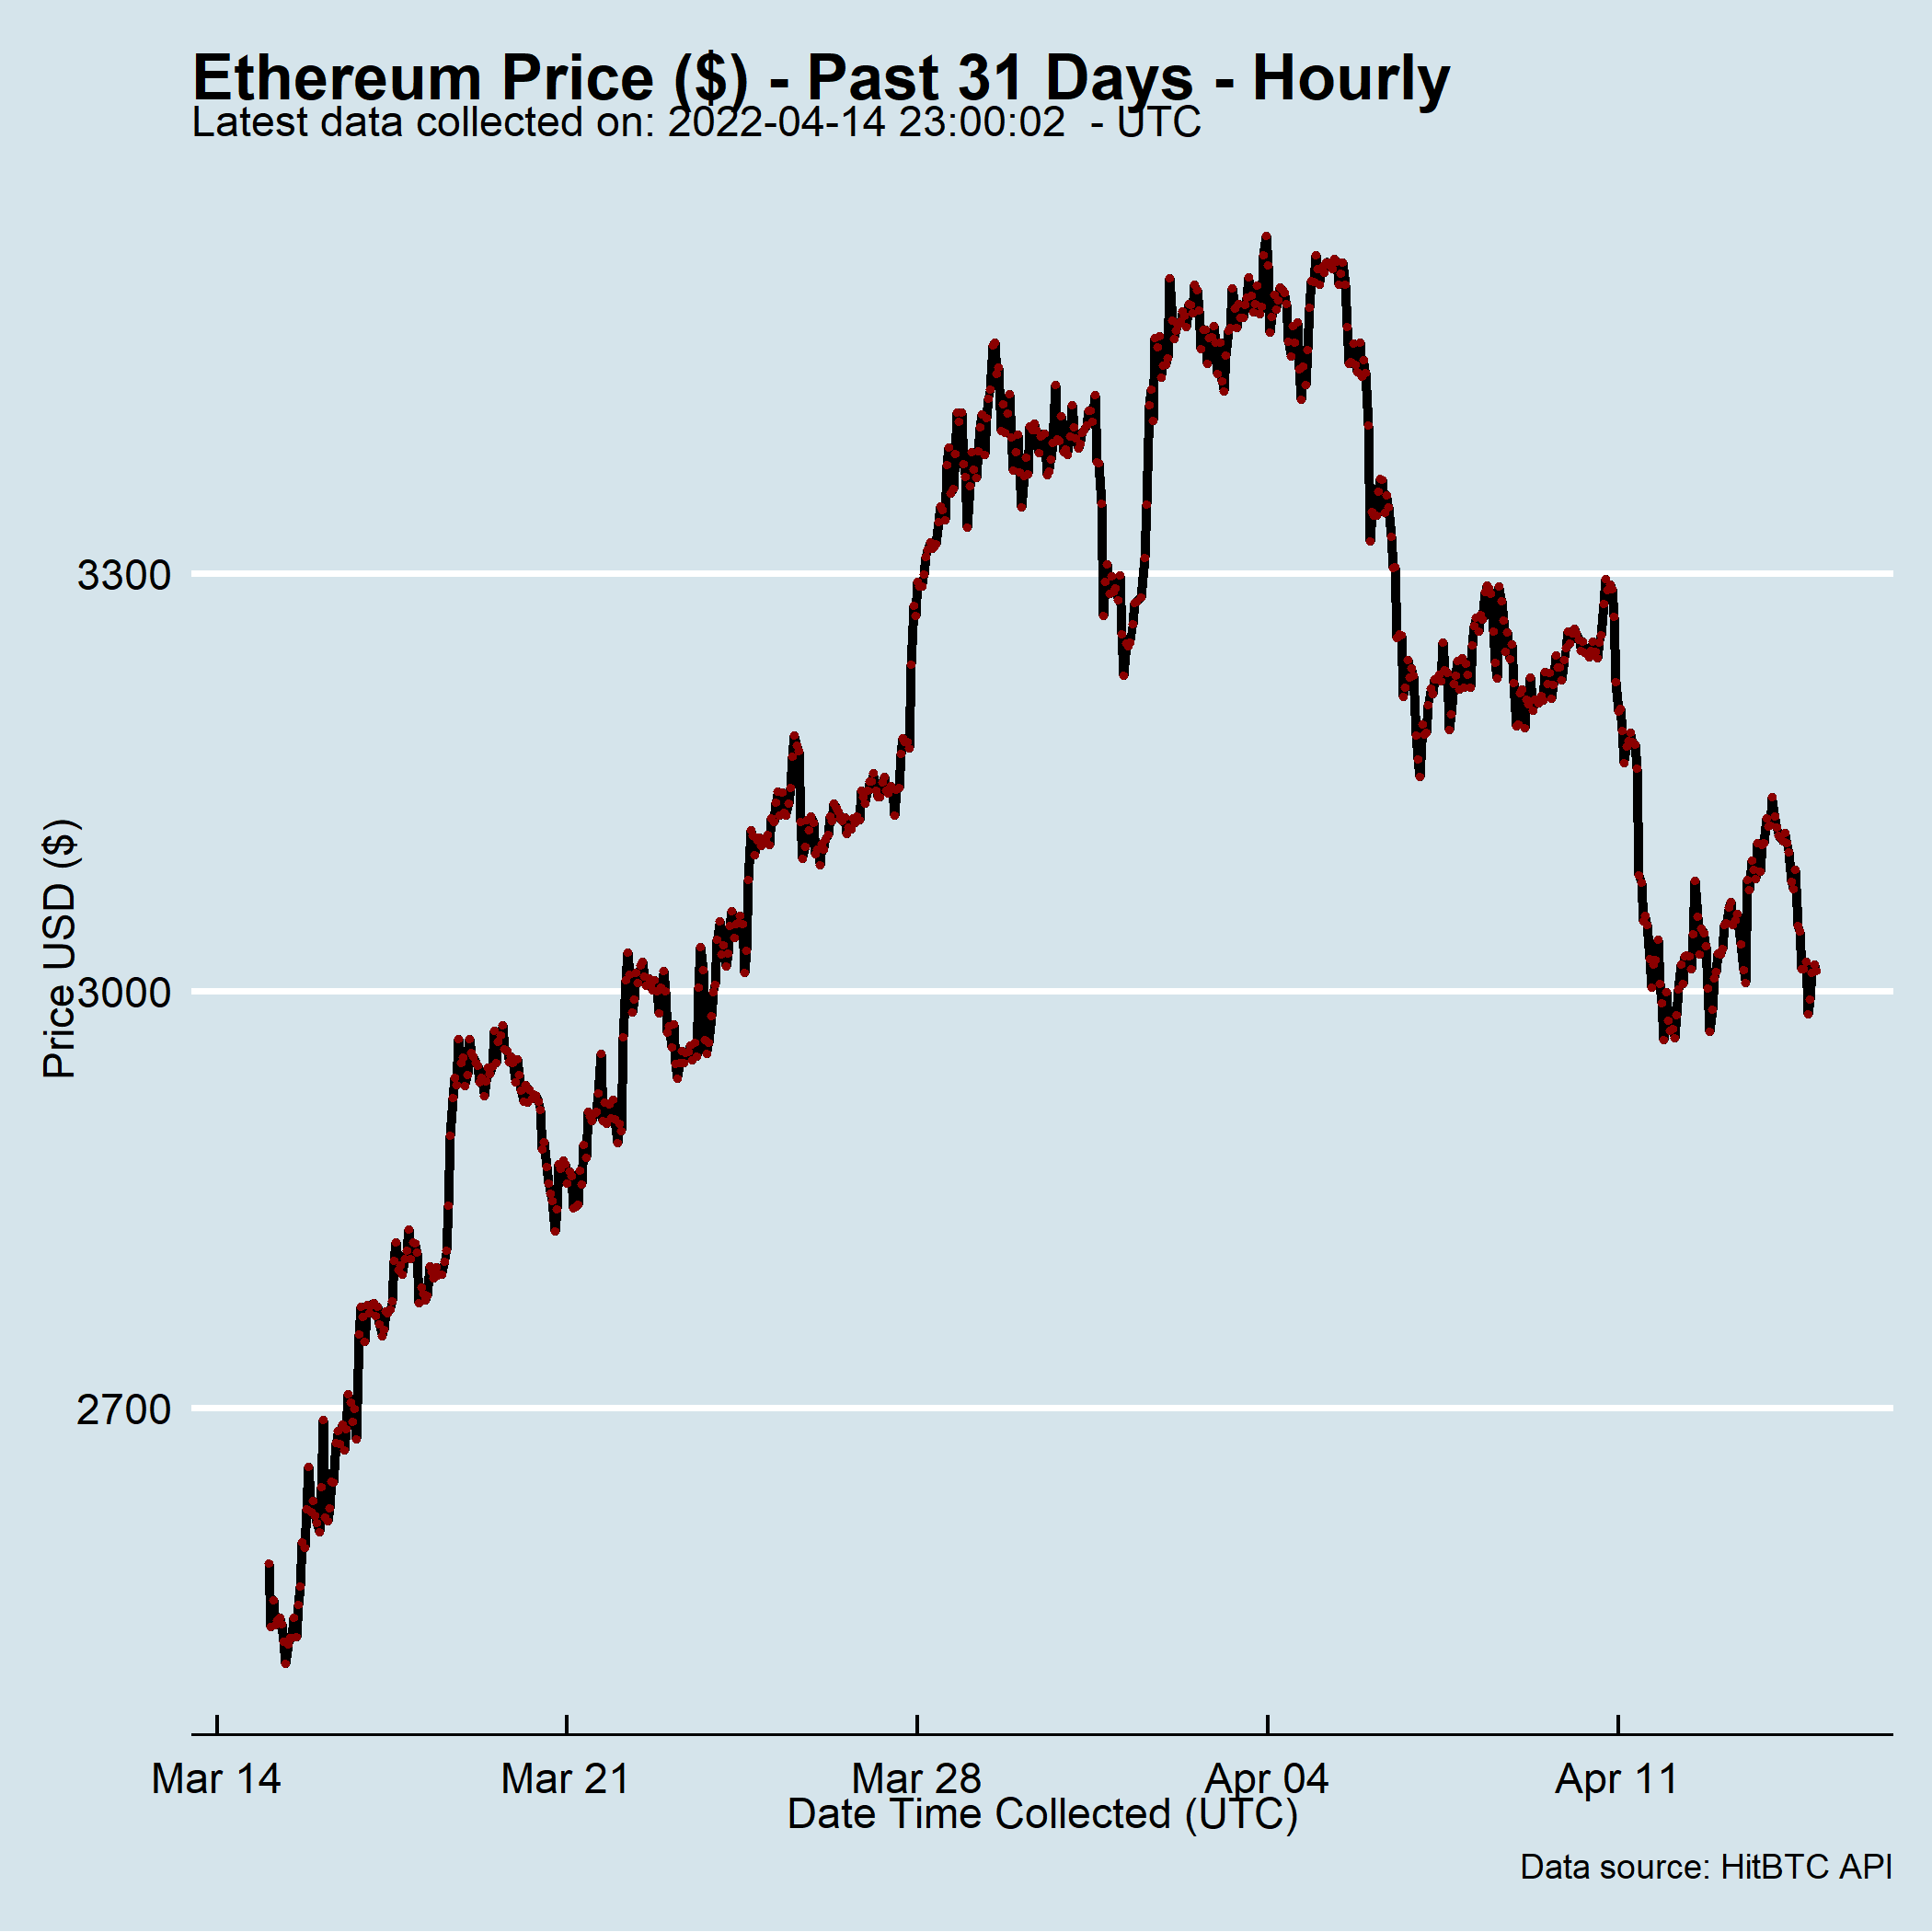 Ethereum Price ($) - Past 31 Days - Hourly
Latest data collected on: 2022-04-14 23:00:02  - UTC
Price USD ($)
3300
3000
2700
Mar 14
Mar 21
Mar 28
Apr 04
Apr 11
Date Time Collected (UTC)
Data source: HitBTC API